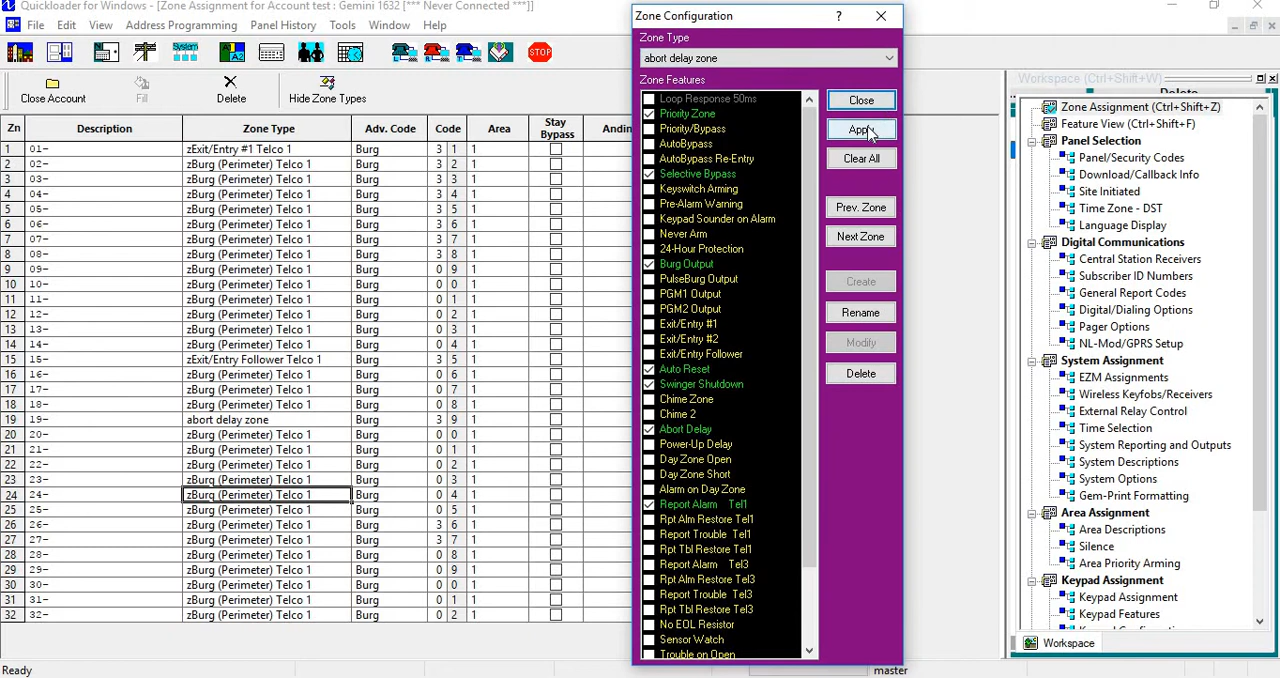 Quickloader for Windows - [Zone Assignment for Account test : Gemini 1632 [*** Never Connected ***]]
File Edit View Address Programming Panel History Tools Window Help
System
STOP
Close Account Fill Delete Hide Zone Types
Zn Description Zone Type Adv. Code Code Area Stay Bypass Anding
1 01- zExit/Entry #1 Telco 1 Burg 3 1 1
2 02- zBurg (Perimeter) Telco 1 Burg 3 2 1
3 03- zBurg (Perimeter) Telco 1 Burg 3 3 1
4 04- zBurg (Perimeter) Telco 1 Burg 3 4 1
5 05- zBurg (Perimeter) Telco 1 Burg 3 5 1
6 06- zBurg (Perimeter) Telco 1 Burg 3 6 1
7 07- zBurg (Perimeter) Telco 1 Burg 3 7 1
8 08- zBurg (Perimeter) Telco 1 Burg 3 8 1
9 09- zBurg (Perimeter) Telco 1 Burg 0 9 1
10 10- zBurg (Perimeter) Telco 1 Burg 0 0 1
11 11- zBurg (Perimeter) Telco 1 Burg 0 1 1
12 12- zBurg (Perimeter) Telco 1 Burg 0 2 1
13 13- zBurg (Perimeter) Telco 1 Burg 0 3 1
14 14- zBurg (Perimeter) Telco 1 Burg 0 4 1
15 15- zExit/Entry Follower Telco 1 Burg 3 5 1
16 16- zBurg (Perimeter) Telco 1 Burg 0 6 1
17 17- zBurg (Perimeter) Telco 1 Burg 0 7 1
18 18- zBurg (Perimeter) Telco 1 Burg 0 8 1
19 19- abort delay zone Burg 3 9 1
20 20- zBurg (Perimeter) Telco 1 Burg 0 0 1
21 21- zBurg (Perimeter) Telco 1 Burg 0 1 1
22 22- zBurg (Perimeter) Telco 1 Burg 0 2 1
23 23- zBurg (Perimeter) Telco 1 Burg 0 3 1
24 24- zBurg (Perimeter) Telco 1 Burg 0 4 1
25 25- zBurg (Perimeter) Telco 1 Burg 0 5 1
26 26- zBurg (Perimeter) Telco 1 Burg 3 6 1
27 27- zBurg (Perimeter) Telco 1 Burg 3 7 1
28 28- zBurg (Perimeter) Telco 1 Burg 0 8 1
29 29- zBurg (Perimeter) Telco 1 Burg 0 9 1
30 30- zBurg (Perimeter) Telco 1 Burg 0 0 1
31 31- zBurg (Perimeter) Telco 1 Burg 0 1 1
32 32- zBurg (Perimeter) Telco 1 Burg 0 2 1
Ready
master
Zone Configuration ?
Zone Type
abort delay zone
Zone Features
Loop Response 50ms
Priority Zone
Priority/Bypass
AutoBypass
AutoBypass Re-Entry
Selective Bypass
Keyswitch Arming
Pre-Alarm Warning
Keypad Sounder on Alarm
Never Arm
24-Hour Protection
Burg Output
PulseBurg Output
PGM1 Output
PGM2 Output
Exit/Entry #1
Exit/Entry #2
Exit/Entry Follower
Auto Reset
Swinger Shutdown
Chime Zone
Chime 2
Abort Delay
Power-Up Delay
Day Zone Open
Day Zone Short
Alarm on Day Zone
Report Alarm Tel1
Rpt Alm Restore Tel1
Report Trouble Tel1
Rpt Tbl Restore Tel1
Report Alarm Tel3
Rpt Alm Restore Tel3
Report Trouble Tel3
Rpt Tbl Restore Tel3
No EOL Resistor
Sensor Watch
Trouble on Open
Close
Apply
Clear All
Prev. Zone
Next Zone
Create
Rename
Modify
Delete
Workspace (Ctrl+Shift+W)
Delete
Zone Assignment (Ctrl+Shift+Z)
Feature View (Ctrl+Shift+F)
Panel Selection
Panel/Security Codes
Download/Callback Info
Site Initiated
Time Zone - DST
Language Display
Digital Communications
Central Station Receivers
Subscriber ID Numbers
General Report Codes
Digital/Dialing Options
Pager Options
NL-Mod/GPRS Setup
System Assignment
EZM Assignments
Wireless Keyfobs/Receivers
External Relay Control
Time Selection
System Reporting and Outputs
System Descriptions
System Options
Gem-Print Formatting
Area Assignment
Area Descriptions
Silence
Area Priority Arming
Keypad Assignment
Keypad Assignment
Keypad Features
Workspace